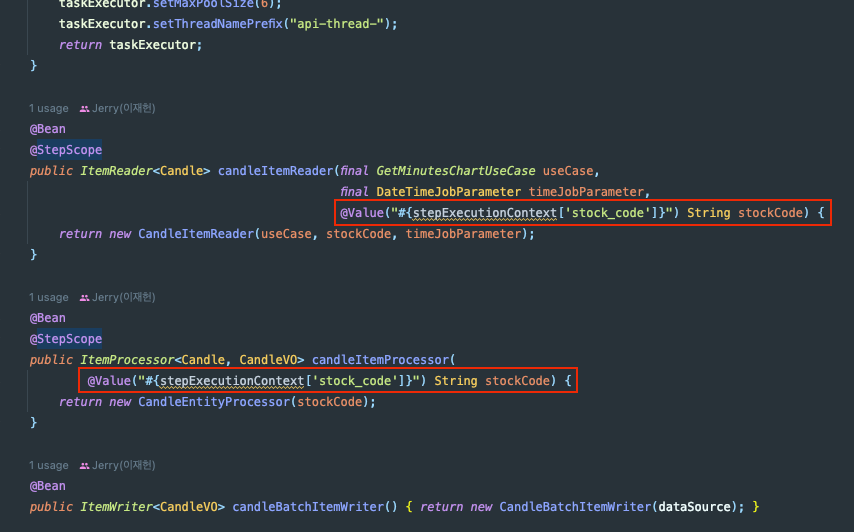 taskExecutor.setMaxPoolSize(6);
taskExecutor.setThreadNamePrefix("api-thread-");
return taskExecutor;
}
1 usage Jerry(이재헌)
@Bean
@StepScope
public ItemReader<Candle> candleItemReader(final GetMinutesChartUseCase useCase,
final DateTimeJobParameter timeJobParameter,
@Value("#{stepExecutionContext['stock_code']}") String stockCode) {
return new CandleItemReader(useCase, stockCode, timeJobParameter);
}
1 usage Jerry(이재헌)
@Bean
@StepScope
public ItemProcessor<Candle, CandleVO> candleItemProcessor(
@Value("#{stepExecutionContext['stock_code']}") String stockCode) {
return new CandleEntityProcessor(stockCode);
}
1 usage Jerry(이재헌)
@Bean
public ItemWriter<CandleVO> candleBatchItemWriter() { return new CandleBatchItemWriter(dataSource); }